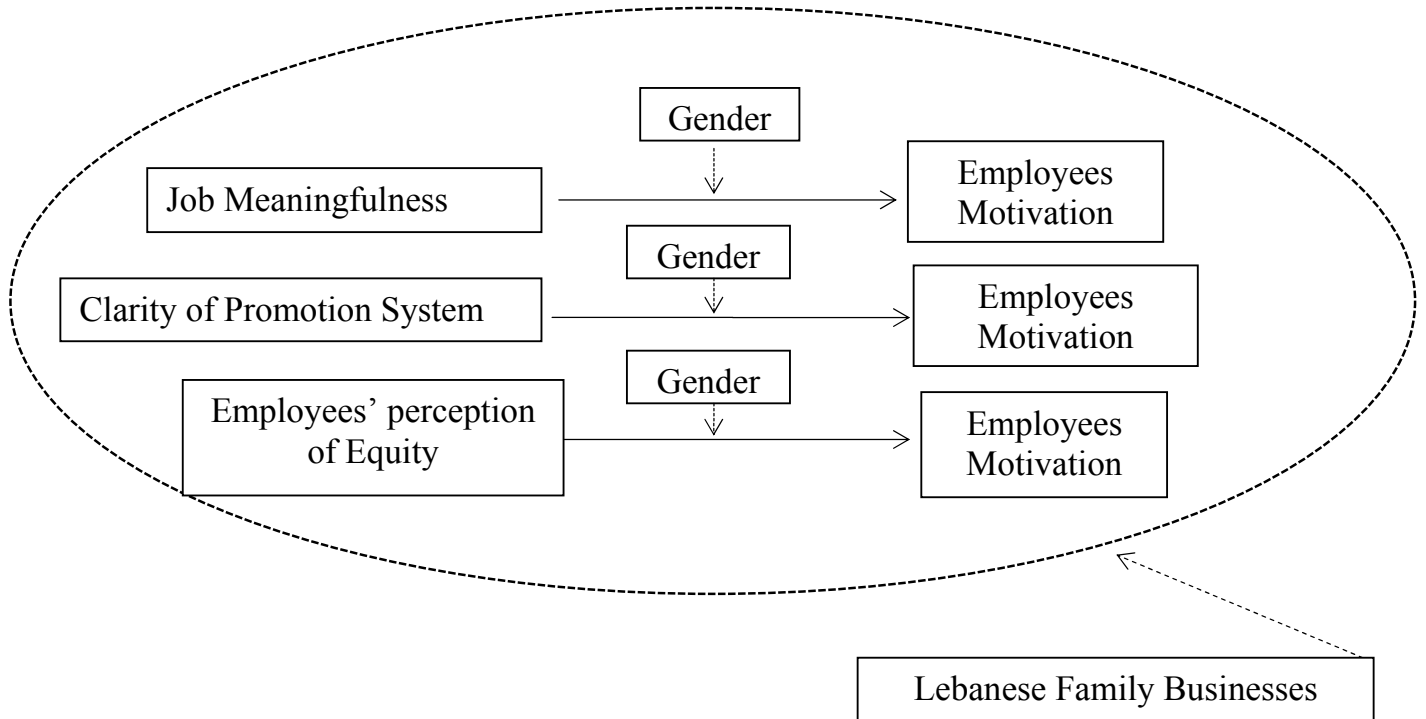 Gender
Job Meaningfulness
Employees
Motivation
Gender
Clarity of Promotion System
Employees
Motivation
Gender
Employees’ perception
of Equity
Employees
Motivation
Lebanese Family Businesses